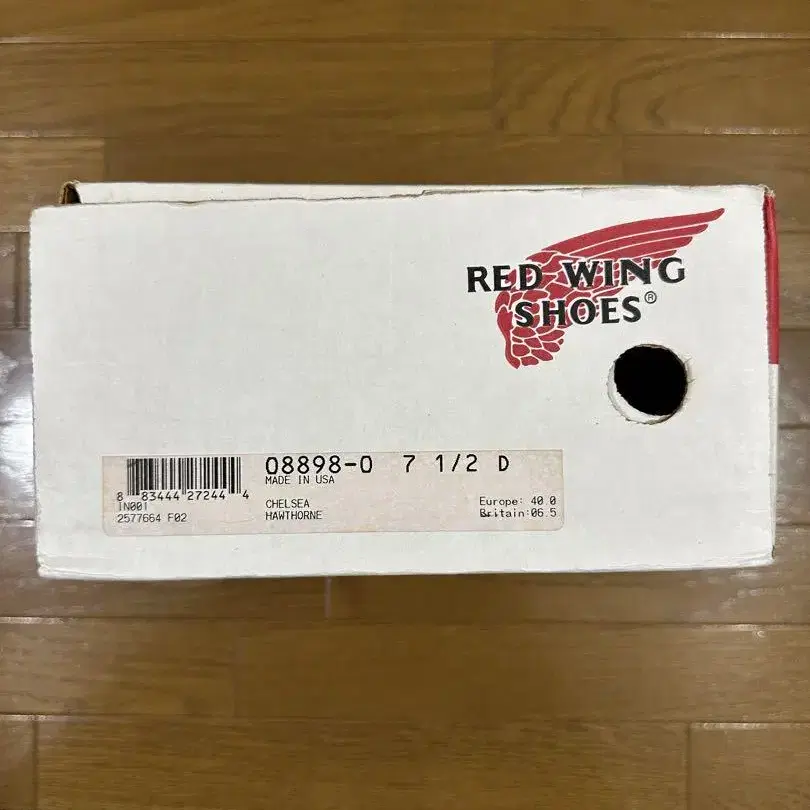 RED WING
SHOES®
08898-0 7 1/2 D
MADE IN USA
8 83444 27244 4
IN001
2577664 F02
CHELSEA
HAWTHORNE
Europe: 40.0
Britain:06.5